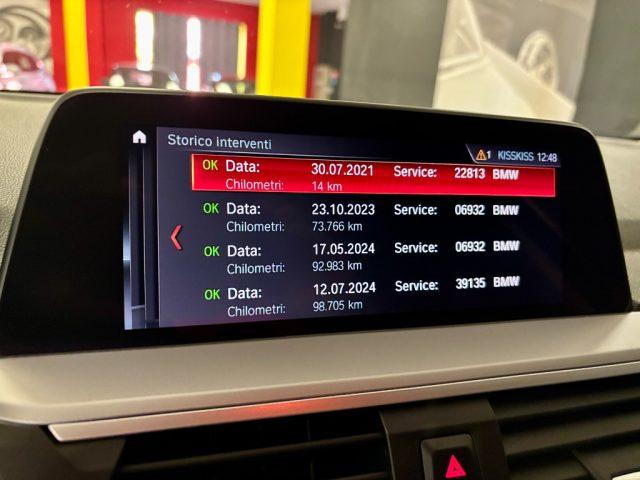 Storico interventi
1 KISSKISS 12:48
OK Data: 30.07.2021 Service: 22813 BMW
Chilometri: 14 km
OK Data: 23.10.2023 Service: 06932 BMW
Chilometri: 73.766 km
OK Data: 17.05.2024 Service: 06932 BMW
Chilometri: 92.983 km
OK Data: 12.07.2024 Service: 39135 BMW
Chilometri: 98.705 km